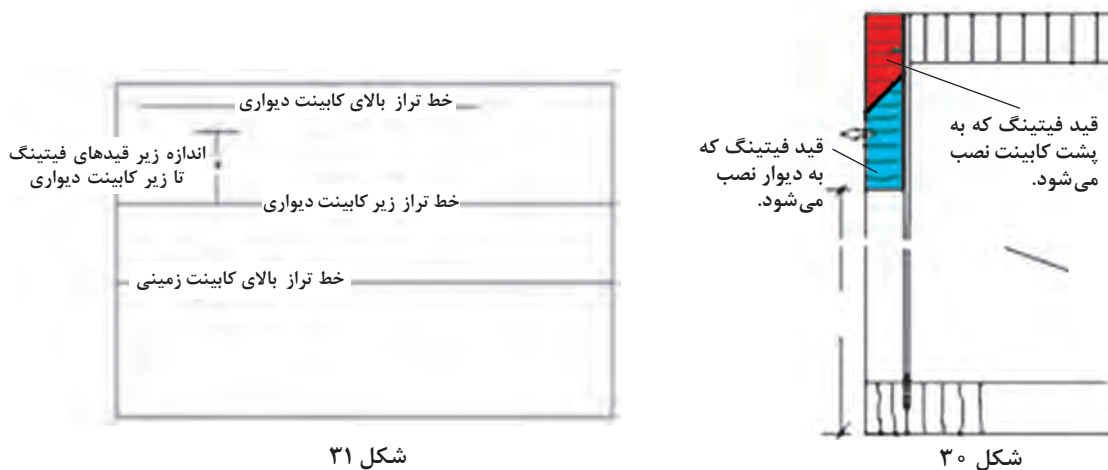 قید فیتینگ که به
پشت کابینت نصب
می‌شود.
قید فیتینگ که
به دیوار نصب
می‌شود.
شکل ۳۰
خط تراز بالای کابینت دیواری
اندازه زیر قیدهای فیتینگ
تا زیر کابینت دیواری
خط تراز زیر کابینت دیواری
خط تراز بالای کابینت زمینی
شکل ۳۱